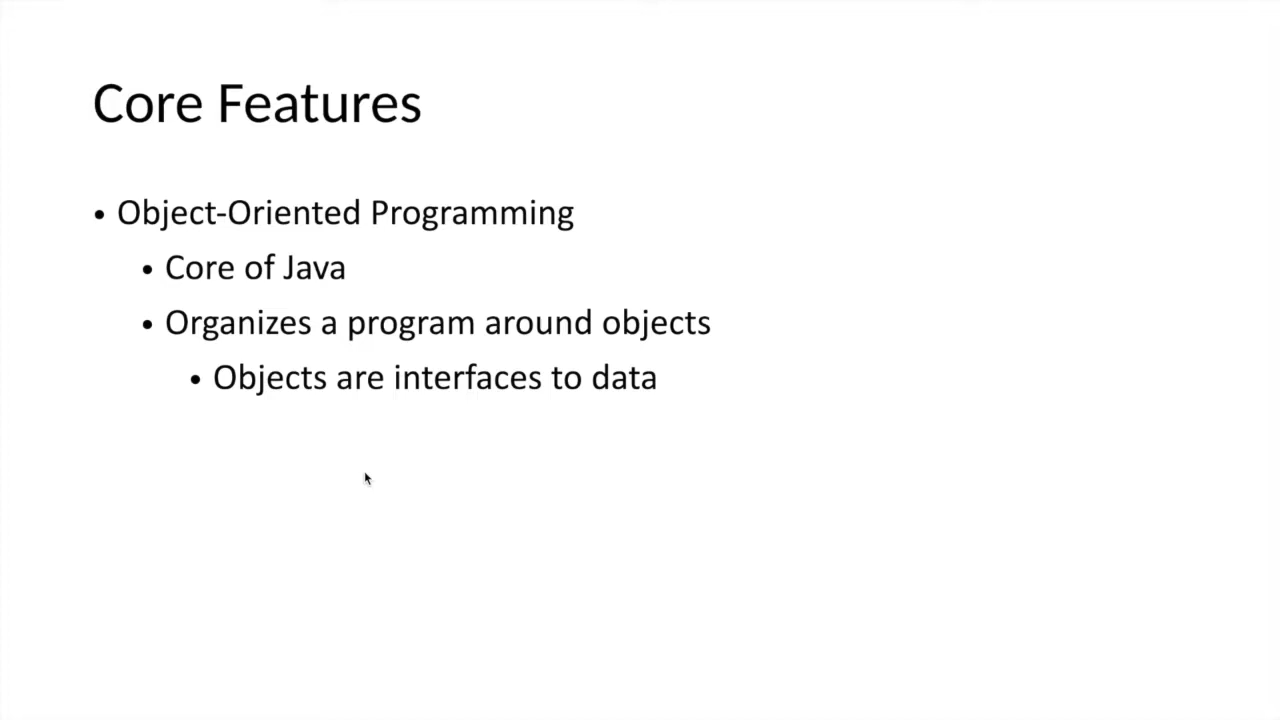 Core Features
• Object-Oriented Programming
• Core of Java
• Organizes a program around objects
• Objects are interfaces to data